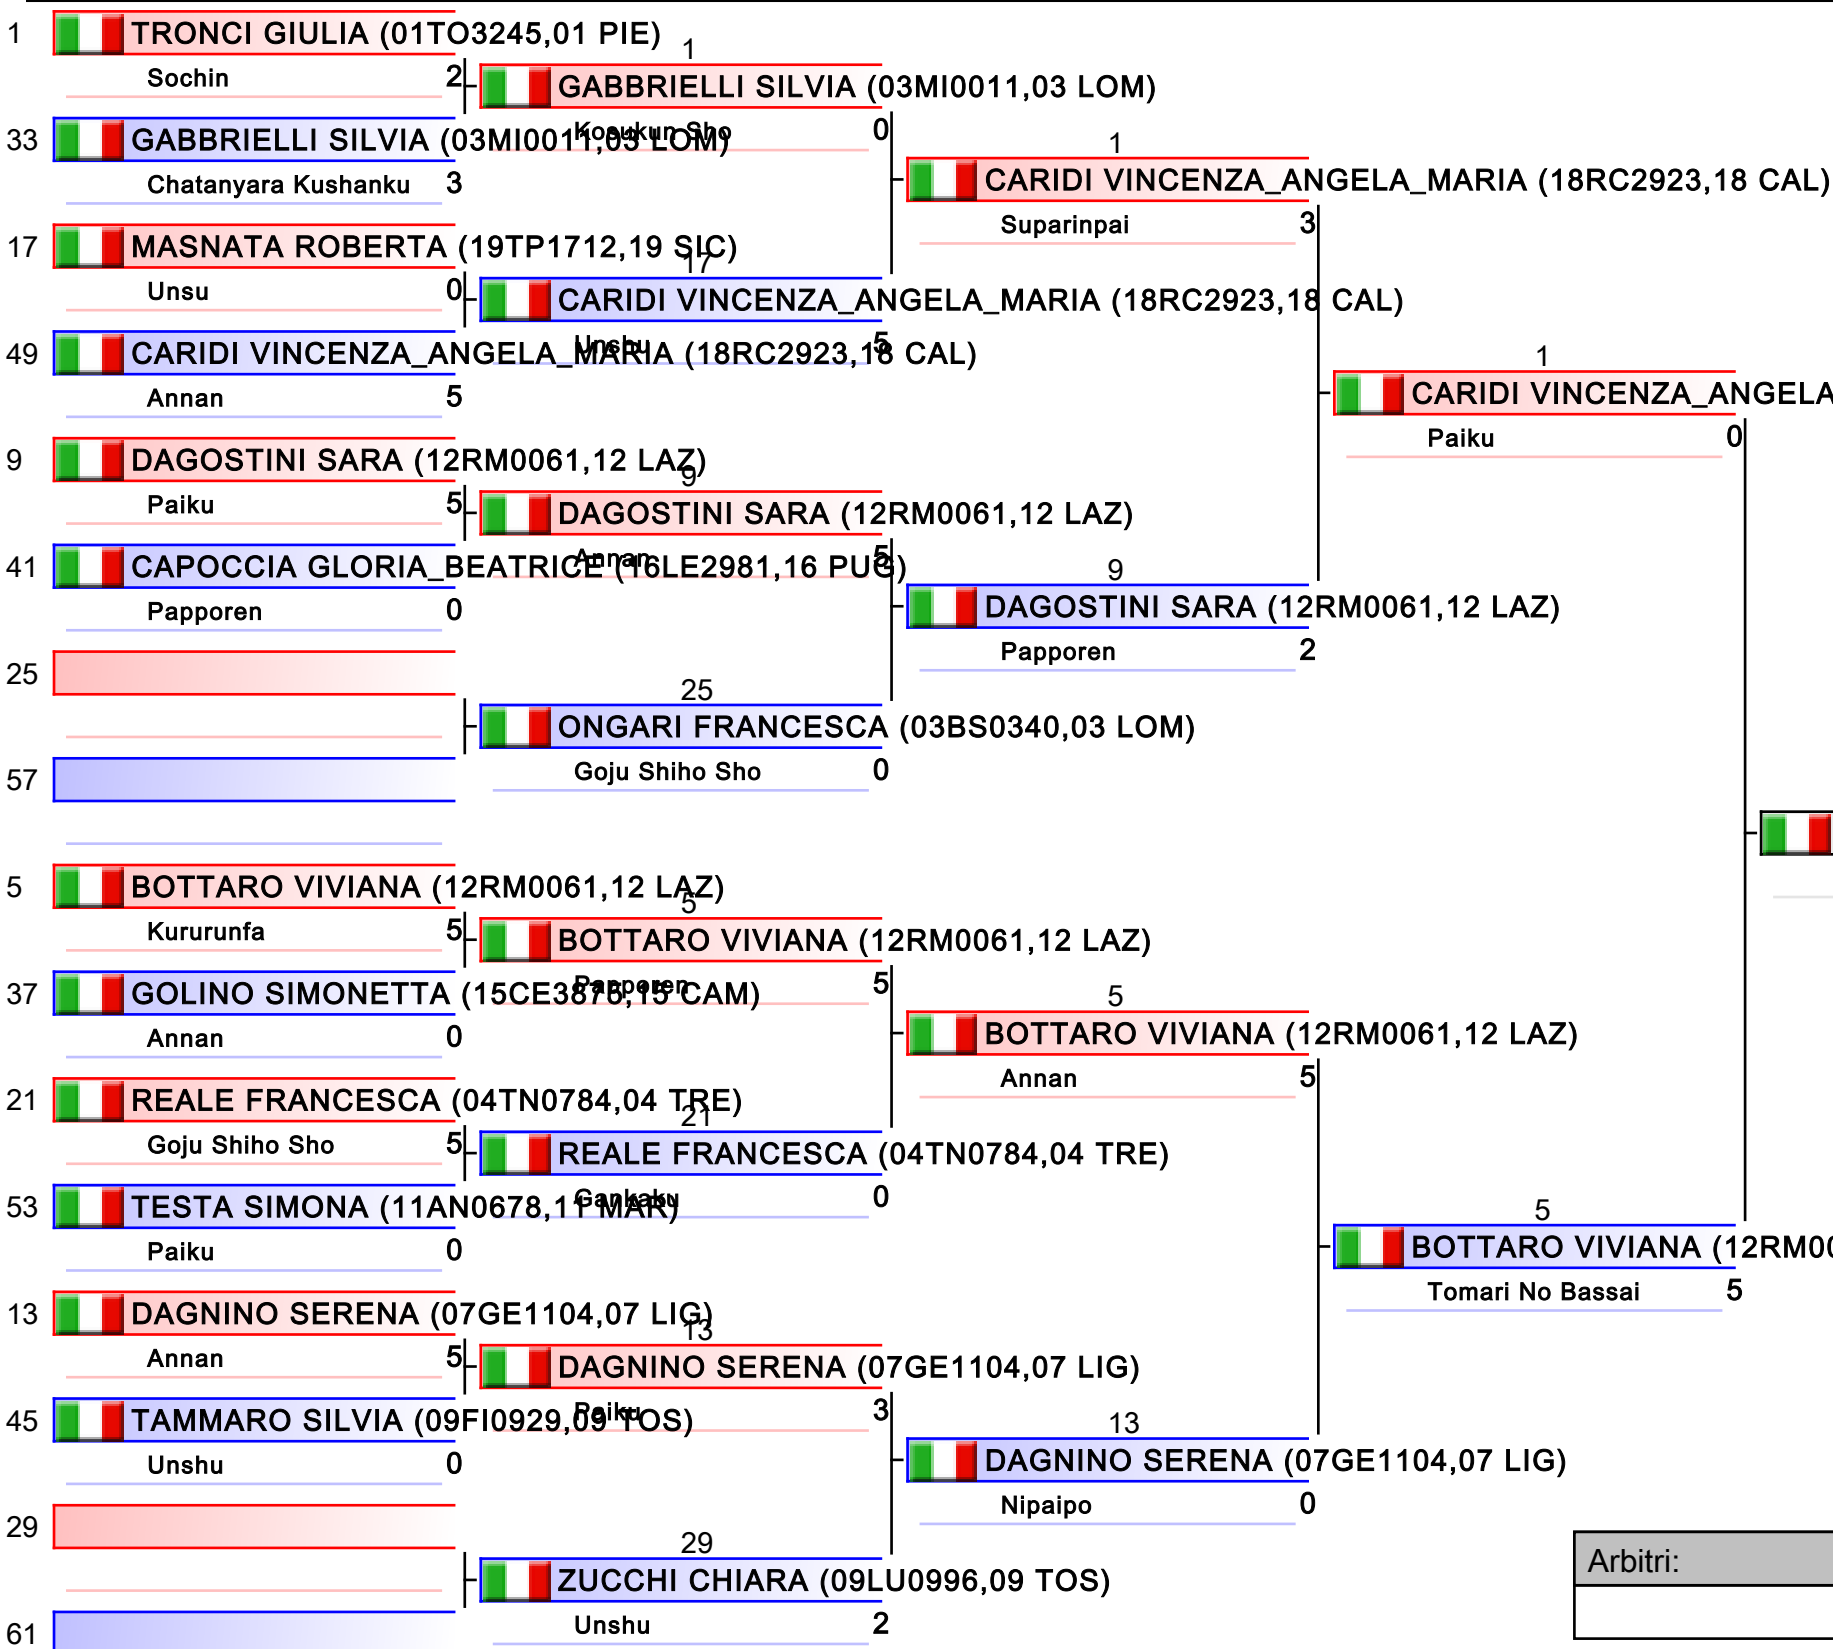 1 TRONCI GIULIA (01TO3245,01 PIE)
Sochin 2
33 GABBRIELLI SILVIA (03MI0011,03 LOM)
Chatanyara Kushanku 3
17 MASNATA ROBERTA (19TP1712,19 SIC)
Unsu 0
49 CARIDI VINCENZA_ANGELA_MARIA (18RC2923,18 CAL)
Annan 5
9 DAGOSTINI SARA (12RM0061,12 LAZ)
Paiku 5
41 CAPOCCIA GLORIA_BEATRICE (16LE2981,16 PUG)
Papporen 0
25
57
5 BOTTARO VIVIANA (12RM0061,12 LAZ)
Kururunfa 5
37 GOLINO SIMONETTA (15CE3876,15 CAM)
Annan 0
21 REALE FRANCESCA (04TN0784,04 TRE)
Goju Shiho Sho 5
53 TESTA SIMONA (11AN0678,11 MAR)
Paiku 0
13 DAGNINO SERENA (07GE1104,07 LIG)
Annan 5
45 TAMMARO SILVIA (09FI0929,09 TOS)
Unshu 0
29
61
1
GABBRIELLI SILVIA (03MI0011,03 LOM)
Kosukun Sho 0
17
CARIDI VINCENZA_ANGELA_MARIA (18RC2923,18 CAL)
Unshu 5
9
DAGOSTINI SARA (12RM0061,12 LAZ)
Annan 5
25
ONGARI FRANCESCA (03BS0340,03 LOM)
Goju Shiho Sho 0
5
BOTTARO VIVIANA (12RM0061,12 LAZ)
Papporen 5
21
REALE FRANCESCA (04TN0784,04 TRE)
Gankaku 0
13
DAGNINO SERENA (07GE1104,07 LIG)
Paiku 3
29
ZUCCHI CHIARA (09LU0996,09 TOS)
Unshu 2
1
CARIDI VINCENZA_ANGELA_MARIA (18RC2923,18 CAL)
Suparinpai 3
9
DAGOSTINI SARA (12RM0061,12 LAZ)
Papporen 2
5
BOTTARO VIVIANA (12RM0061,12 LAZ)
Annan 5
13
DAGNINO SERENA (07GE1104,07 LIG)
Nipaipo 0
1
CARIDI VINCENZA_ANGELA
Paiku 0
5
BOTTARO VIVIANA (12RM00
Tomari No Bassai 5
Arbitri: